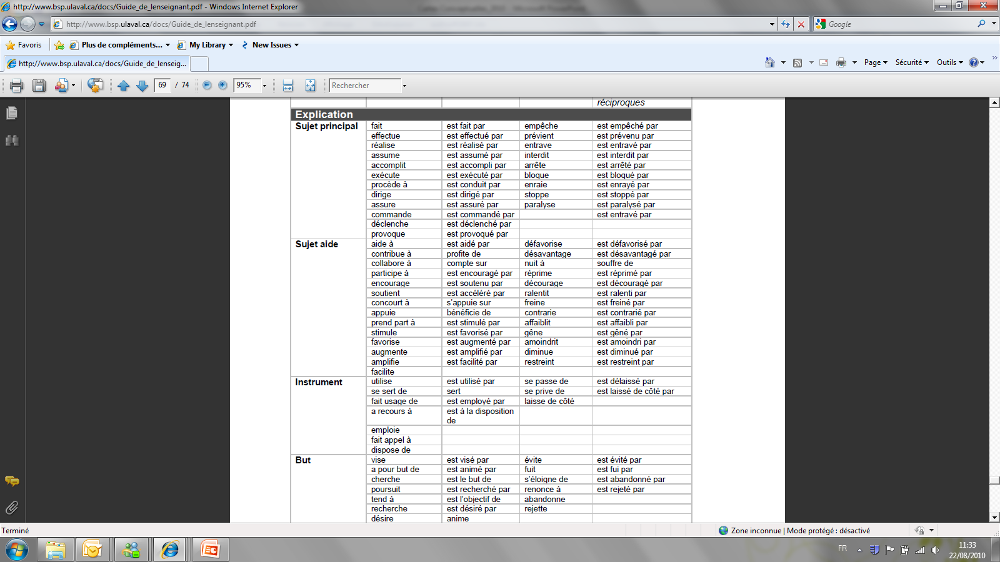 http://www.bsp.ulaval.ca/docs/Guide_de_lenseignant.pdf - Windows Internet Explorer
http://www.bsp.ulaval.ca/docs/Guide_de_lenseignant.pdf
Google
Favoris Plus de compléments... My Library New Issues
http://www.bsp.ulaval.ca/docs/Guide_de_lenseig...
Page Sécurité Outils
69 / 74 95% Rechercher
réciproques
Explication
Sujet principal fait est fait par empêche est empêché par
effectue est effectué par prévient est prévenu par
réalise est réalisé par entrave est entravé par
assume est assumé par interdit est interdit par
accomplit est accompli par arrête est arrêté par
exécute est exécuté par bloque est bloqué par
procède à est conduit par enraie est enrayé par
dirige est dirigé par stoppe est stoppé par
assure est assuré par paralyse est paralysé par
commande est commandé par est entravé par
déclenche est déclenché par
provoque est provoqué par
Sujet aide aide à est aidé par défavorise est défavorisé par
contribue à profite de désavantage est désavantagé par
collabore à compte sur nuit à souffre de
participe à est encouragé par réprime est réprimé par
encourage est soutenu par décourage est découragé par
soutient est accéléré par ralentit est ralenti par
concourt à s'appuie sur freine est freiné par
appuie bénéficie de contrarie est contrarié par
prend part à est stimulé par affaiblit est affaibli par
stimule est favorisé par gêne est gêné par
favorise est augmenté par amoindrit est amoindri par
augmente est amplifié par diminue est diminué par
amplifie est facilité par restreint est restreint par
facilite
Instrument utilise est utilisé par se passe de est délaissé par
se sert de sert se prive de est laissé de côté par
fait usage de est employé par laisse de côté
a recours à est à la disposition
de
emploie
fait appel à
dispose de
But vise est visé par évite est évité par
a pour but de est animé par fuit est fui par
cherche est le but de s'éloigne de est abandonné par
poursuit est recherché par renonce à est rejeté par
tend à est l'objectif de abandonne
recherche est désiré par rejette
désire anime
Terminé Zone inconnue | Mode protégé : désactivé
FR 11:33
22/08/2010